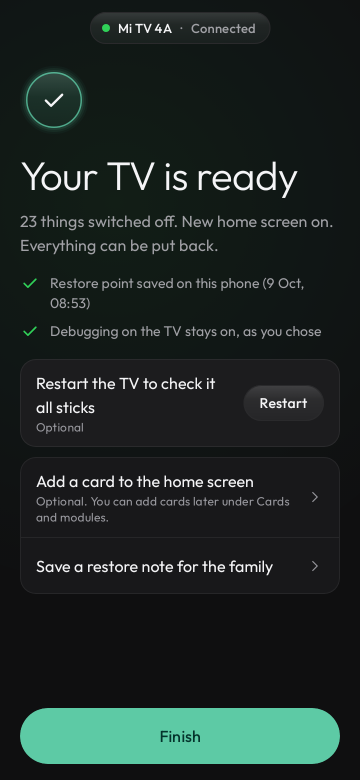 Mi TV 4A · Connected
Your TV is ready
23 things switched off. New home screen on.
Everything can be put back.
Restore point saved on this phone (9 Oct,
08:53)
Debugging on the TV stays on, as you chose
Restart the TV to check it
all sticks
Optional
Restart
Add a card to the home screen
Optional. You can add cards later under Cards
and modules.
Save a restore note for the family
Finish